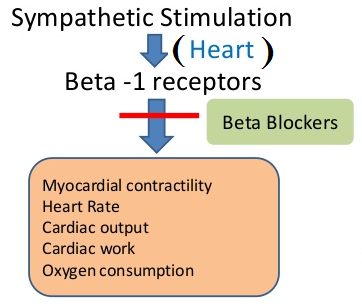 Sympathetic Stimulation
(Heart)
Beta -1 receptors
Beta Blockers
Myocardial contractility
Heart Rate
Cardiac output
Cardiac work
Oxygen consumption